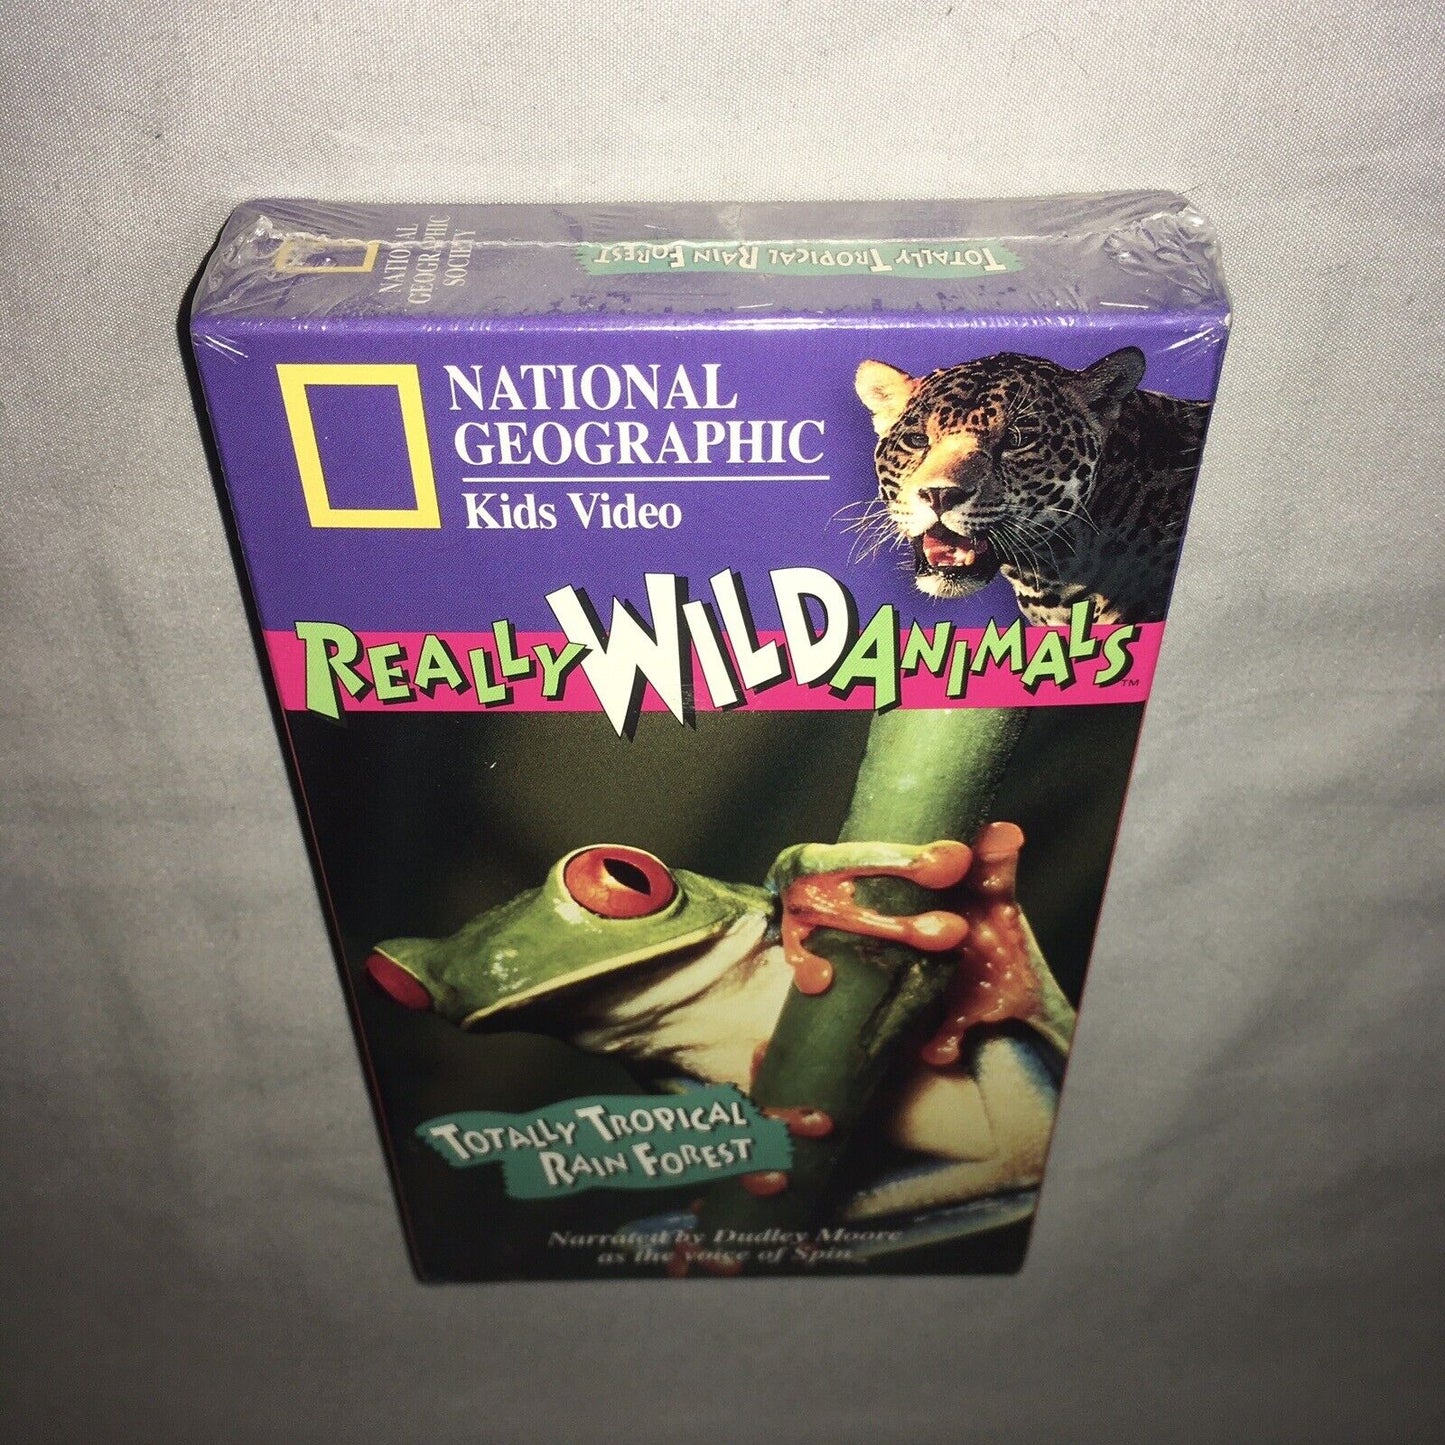 NATIONAL
GEOGRAPHIC
SOCIETY
TOTALLY TROPICAL RAIN FOREST
NATIONAL
GEOGRAPHIC
Kids Video
REALLY WILD ANIMALS™
TOTALLY TROPICAL
RAIN FOREST
Narrated by Dudley Moore
as the voice of Spin